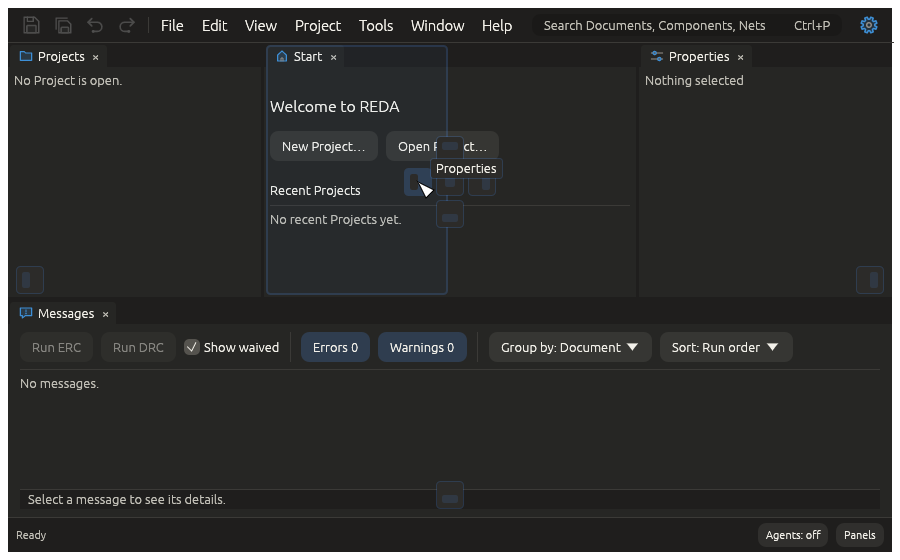 File Edit View Project Tools Window Help Search Documents, Components, Nets Ctrl+P
Projects × Start × Properties ×
No Project is open.
Nothing selected
Welcome to REDA
New Project...
Properties
Recent Projects
No recent Projects yet.
Messages ×
Run ERC Run DRC Show waived Errors 0 Warnings 0 Group by: Document Sort: Run order
No messages.
Select a message to see its details.
Ready Agents: off Panels